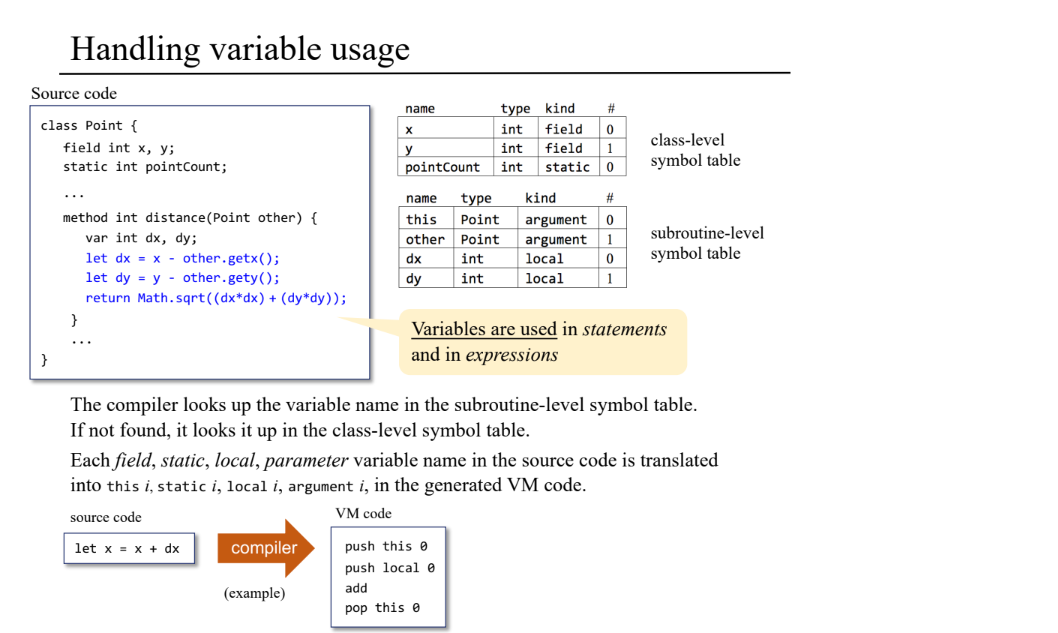 Handling variable usage
Source code
class Point {
field int x, y;
static int pointCount;
...
method int distance(Point other) {
var int dx, dy;
let dx = x - other.getx();
let dy = y - other.gety();
return Math.sqrt((dx*dx) + (dy*dy));
}
...
}
name type kind #
x int field 0
y int field 1
pointCount int static 0
class-level
symbol table
name type kind #
this Point argument 0
other Point argument 1
dx int local 0
dy int local 1
subroutine-level
symbol table
Variables are used in statements
and in expressions
The compiler looks up the variable name in the subroutine-level symbol table.
If not found, it looks it up in the class-level symbol table.
Each field, static, local, parameter variable name in the source code is translated
into this i, static i, local i, argument i, in the generated VM code.
source code
let x = x + dx
compiler
(example)
VM code
push this 0
push local 0
add
pop this 0